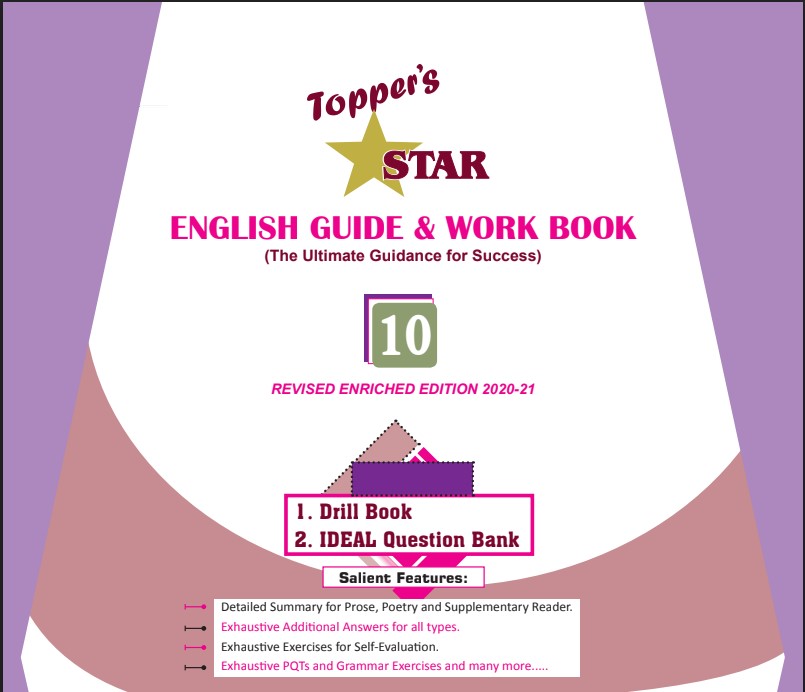 Topper's
STAR
ENGLISH GUIDE & WORK BOOK
(The Ultimate Guidance for Success)
10
REVISED ENRICHED EDITION 2020-21
1. Drill Book
2. IDEAL Question Bank
Salient Features:
Detailed Summary for Prose, Poetry and Supplementary Reader.
Exhaustive Additional Answers for all types.
Exhaustive Exercises for Self-Evaluation.
Exhaustive PQTs and Grammar Exercises and many more.....